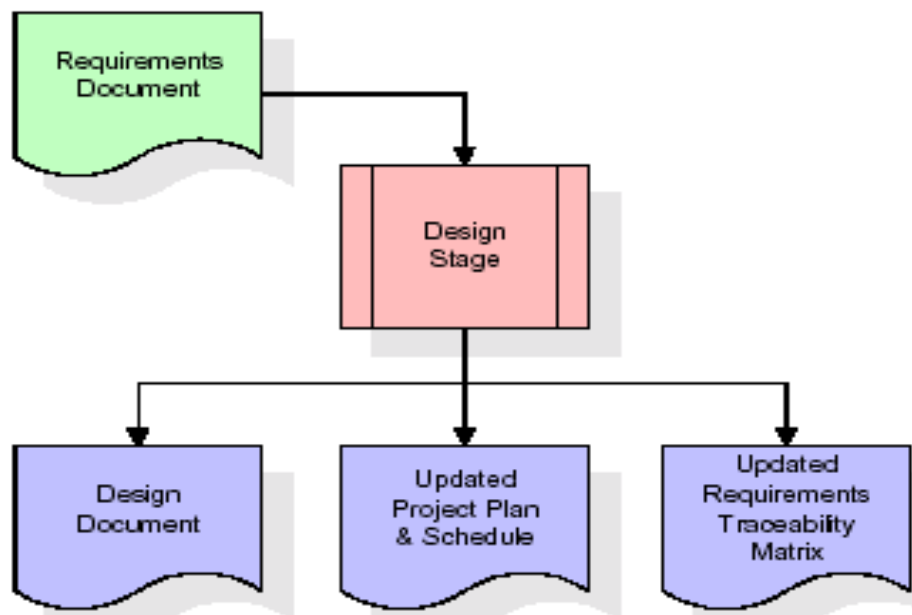 Requirements
Document
Design
Stage
Design
Document
Updated
Project Plan
& Schedule
Updated
Requirements
Traceability
Matrix